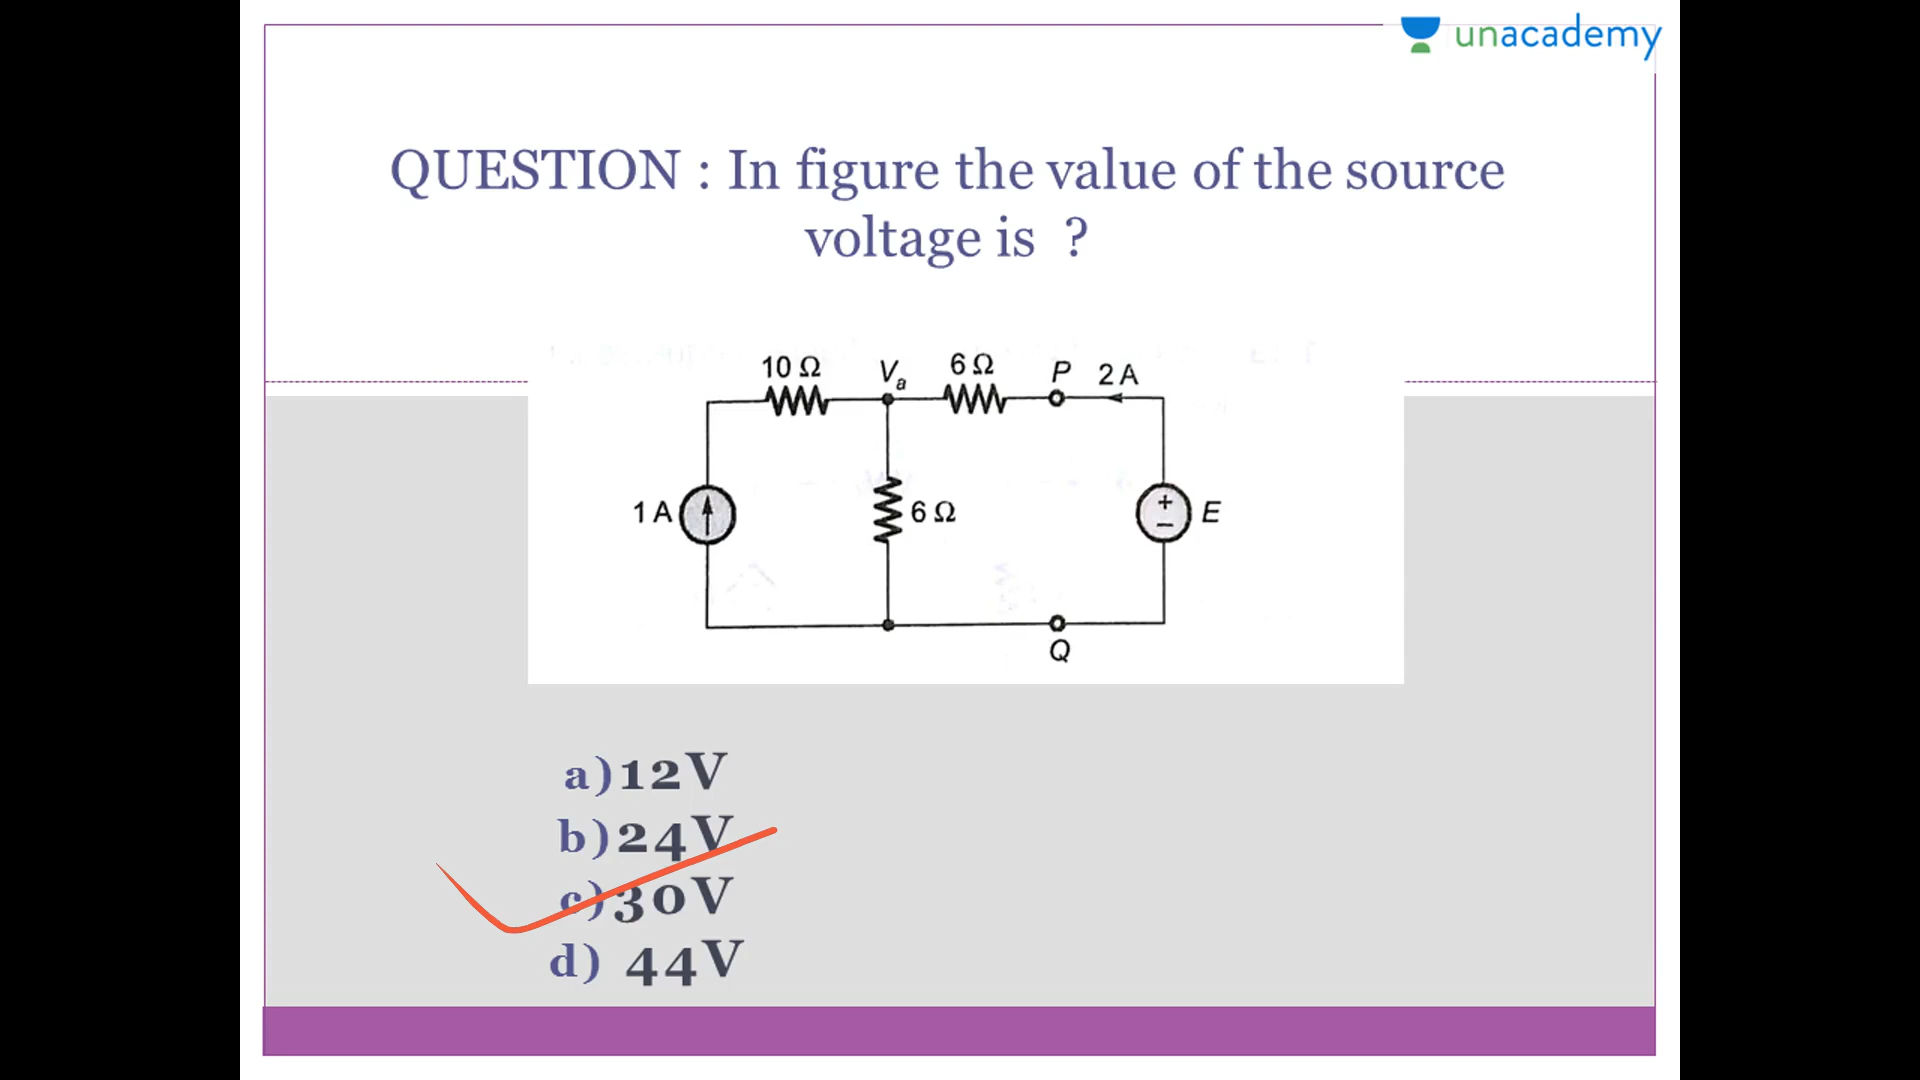 unacademy
QUESTION : In figure the value of the source
voltage is ?
10 Ω
Va
6 Ω
P
2 A
1 A
6 Ω
+
−
E
Q
a) 12V
b) 24V
c) 30V
d) 44V